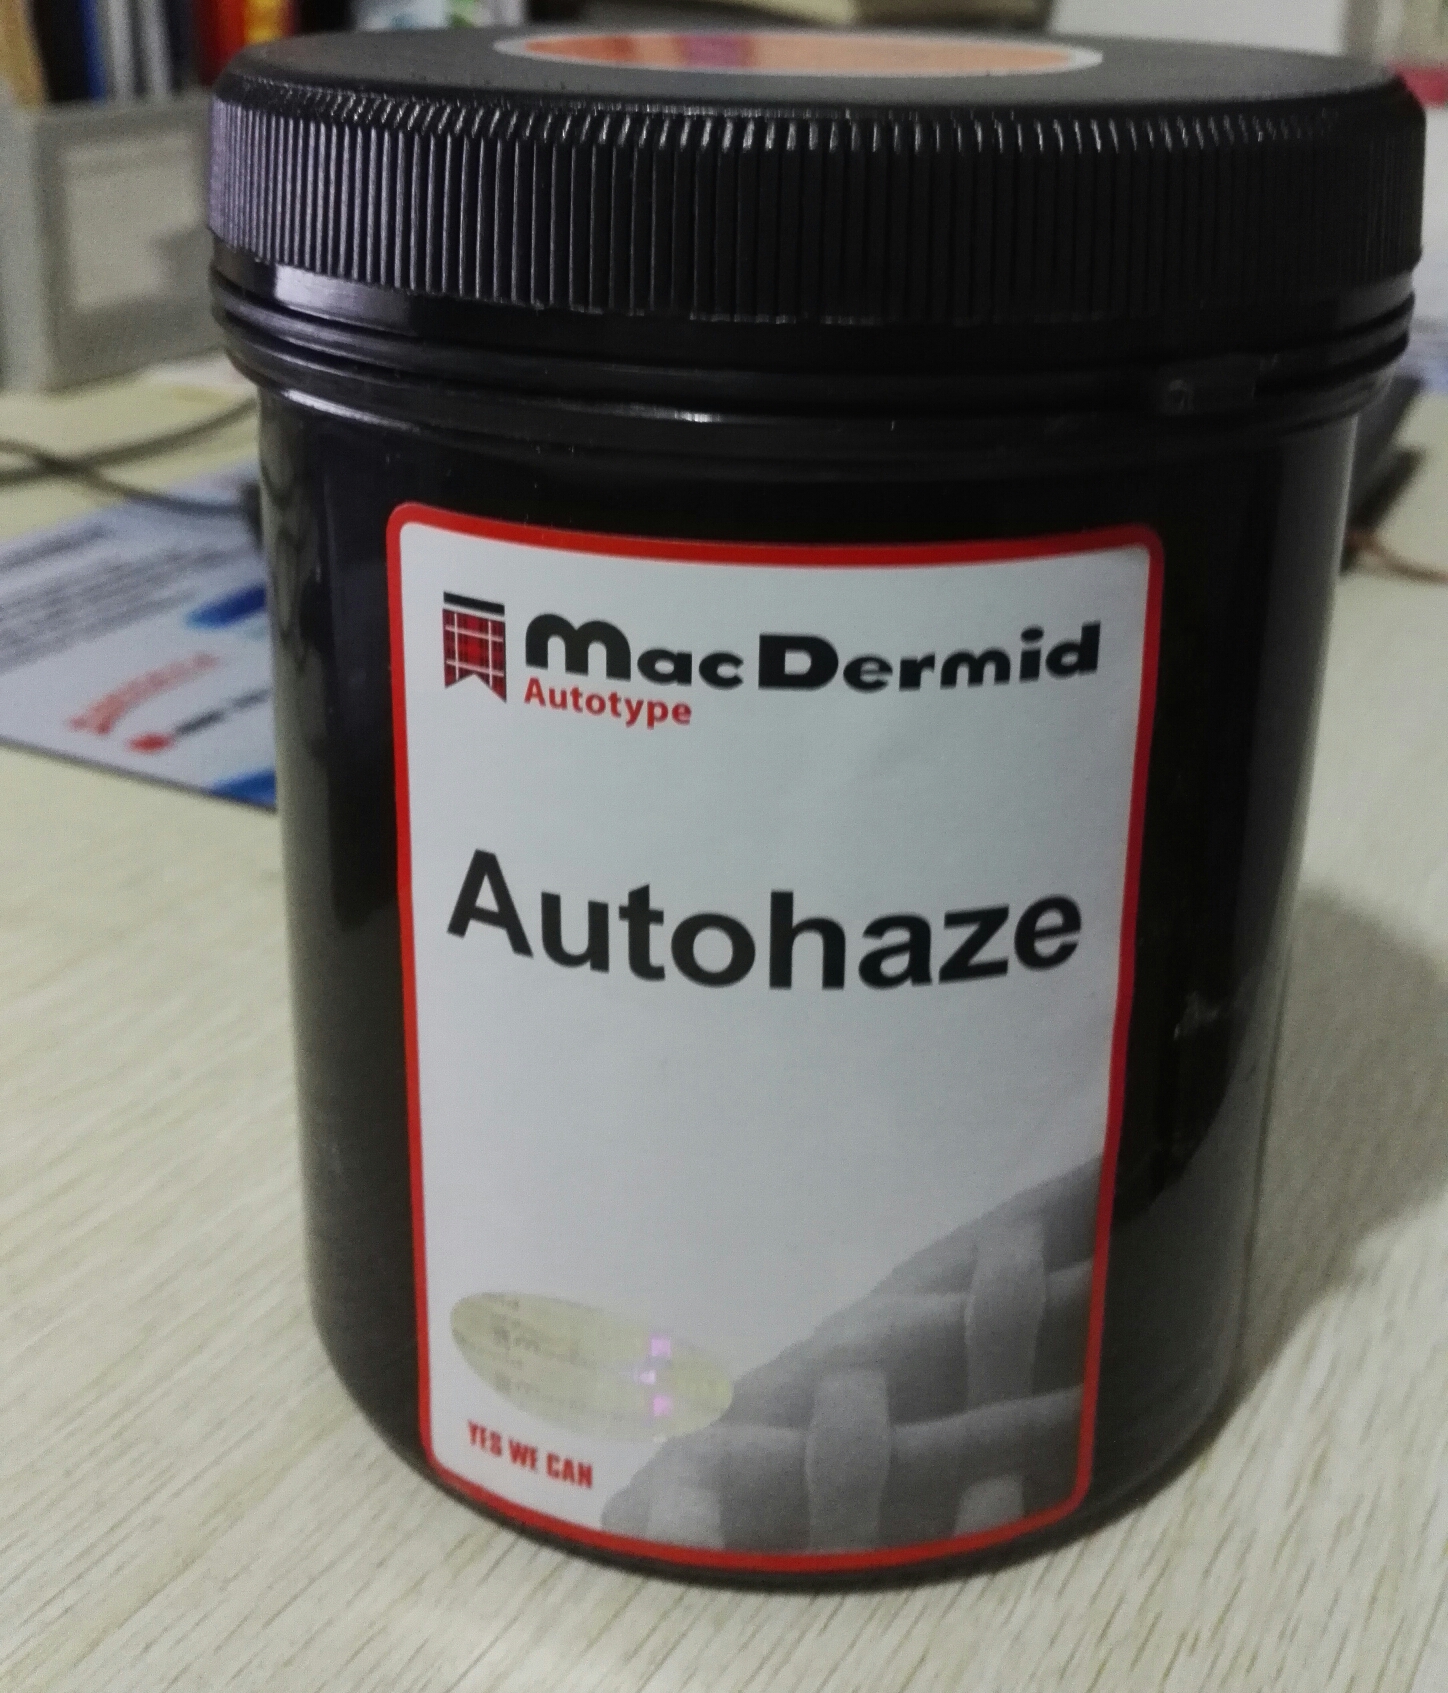 MacDermid
Autotype
Autohaze
YES WE CAN